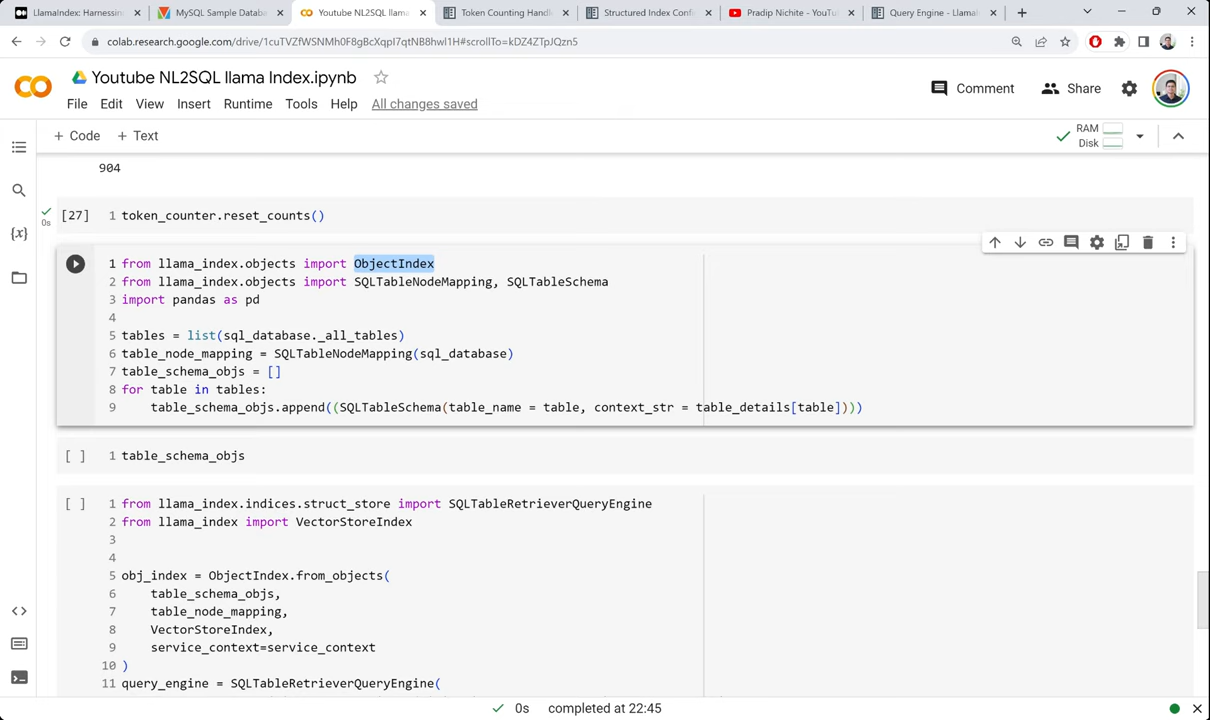 LlamaIndex: Harnessin
MySQL Sample Databa
Youtube NL2SQL llam
Token Counting Handl
Structured Index Confi
Pradip Nichite - YouTu
Query Engine - LlamaI
colab.research.google.com/drive/1cuTVZfWSNMh0F8gBcXqpI7qtNB8hwI1H#scrollTo=kDZ4ZTpJQzn5
Youtube NL2SQL llama Index.ipynb
File Edit View Insert Runtime Tools Help All changes saved
Comment Share
+ Code + Text
RAM
Disk
904
[27] 1 token_counter.reset_counts()
0s
1 from llama_index.objects import ObjectIndex
2 from llama_index.objects import SQLTableNodeMapping, SQLTableSchema
3 import pandas as pd
4
5 tables = list(sql_database._all_tables)
6 table_node_mapping = SQLTableNodeMapping(sql_database)
7 table_schema_objs = []
8 for table in tables:
9 table_schema_objs.append((SQLTableSchema(table_name = table, context_str = table_details[table])))
[ ] 1 table_schema_objs
[ ] 1 from llama_index.indices.struct_store import SQLTableRetrieverQueryEngine
2 from llama_index import VectorStoreIndex
3
4
5 obj_index = ObjectIndex.from_objects(
6 table_schema_objs,
7 table_node_mapping,
8 VectorStoreIndex,
9 service_context=service_context
10 )
11 query_engine = SQLTableRetrieverQueryEngine(
0s completed at 22:45